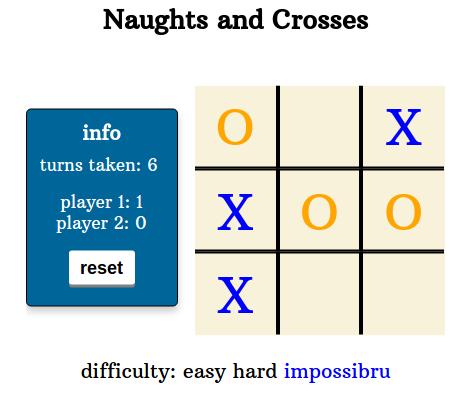 Naughts and Crosses
info
turns taken: 6
player 1: 1
player 2: 0
reset
O X
X O O
X
difficulty: easy hard impossibru